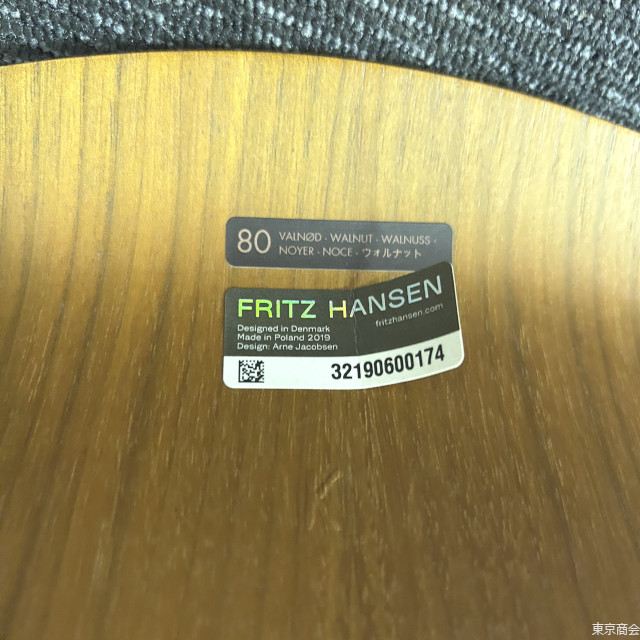 80 VALNØD - WALNUT - WALNUSS -
NOYER - NOCE - ウォルナット
FRITZ HANSEN
fritzhansen.com
Designed in Denmark
Made in Poland 2019
Design: Arne Jacobsen
32190600174
東京商会